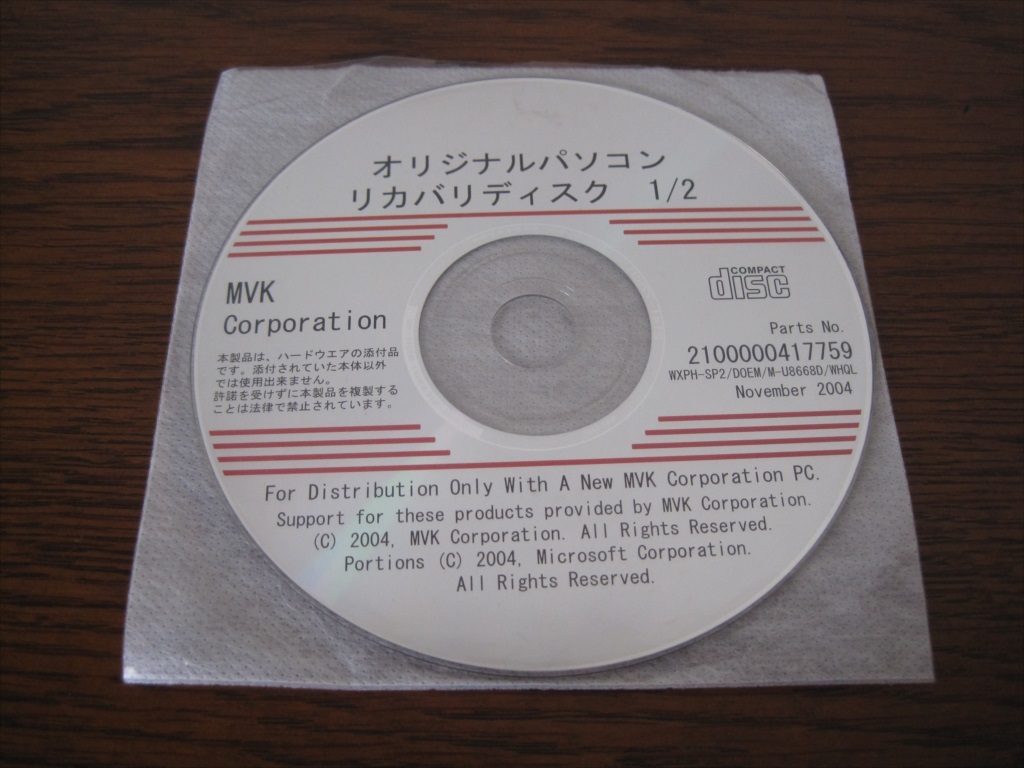 オリジナルパソコン
リカバリディスク 1/2
MVK
Corporation
本製品は、ハードウエアの添付品
です。添付されていた本体以外
では使用出来ません。
許諾を受けずに本製品を複製する
ことは法律で禁止されています。
COMPACT
disc
Parts No.
2100000417759
WXPH-SP2/DOEM/M-U8668D/WHQL
November 2004
For Distribution Only With A New MVK Corporation PC.
Support for these products provided by MVK Corporation.
(C) 2004, MVK Corporation. All Rights Reserved.
Portions (C) 2004, Microsoft Corporation.
All Rights Reserved.